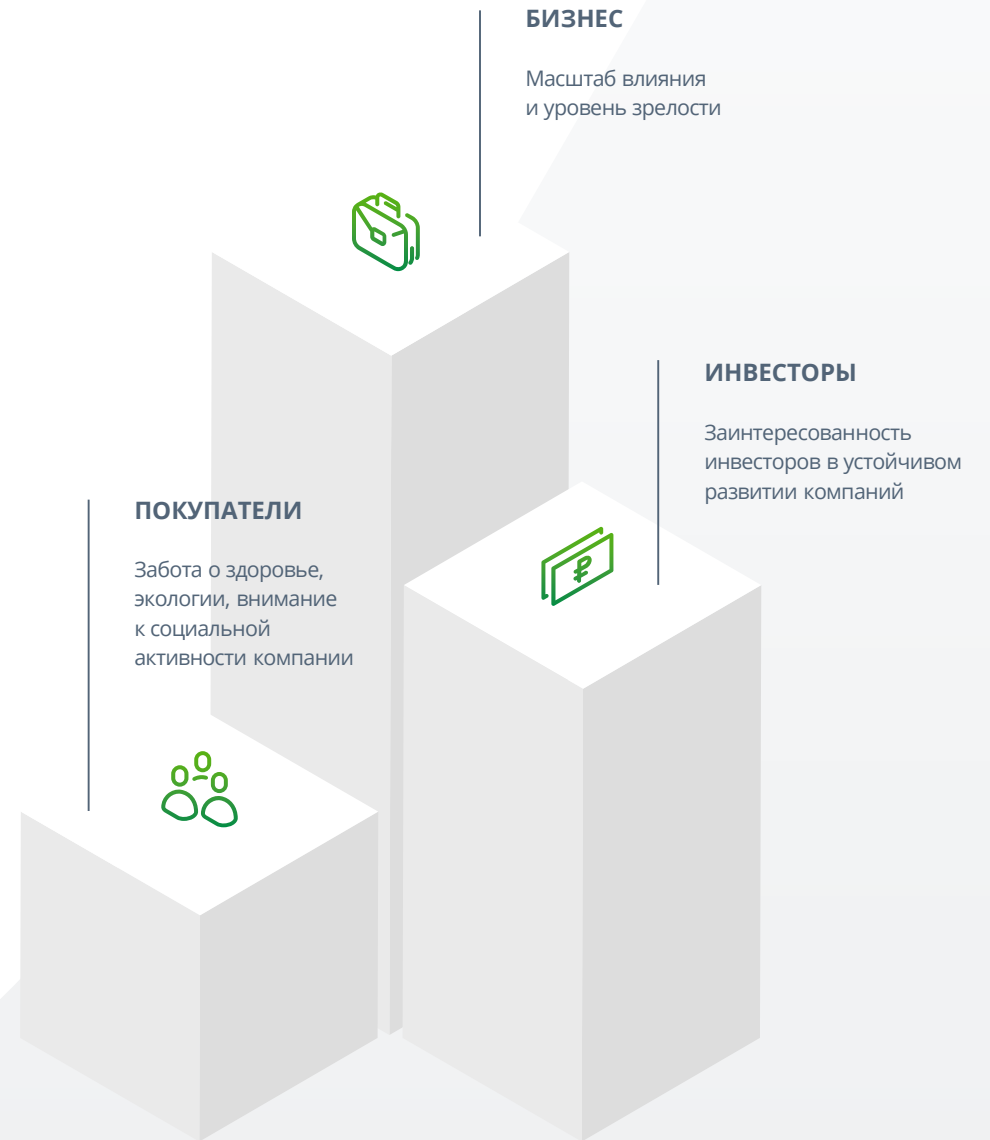 БИЗНЕС
Масштаб влияния
и уровень зрелости
ИНВЕСТОРЫ
Заинтересованность
инвесторов в устойчивом
развитии компаний
ПОКУПАТЕЛИ
Забота о здоровье,
экологии, внимание
к социальной
активности компании
₽